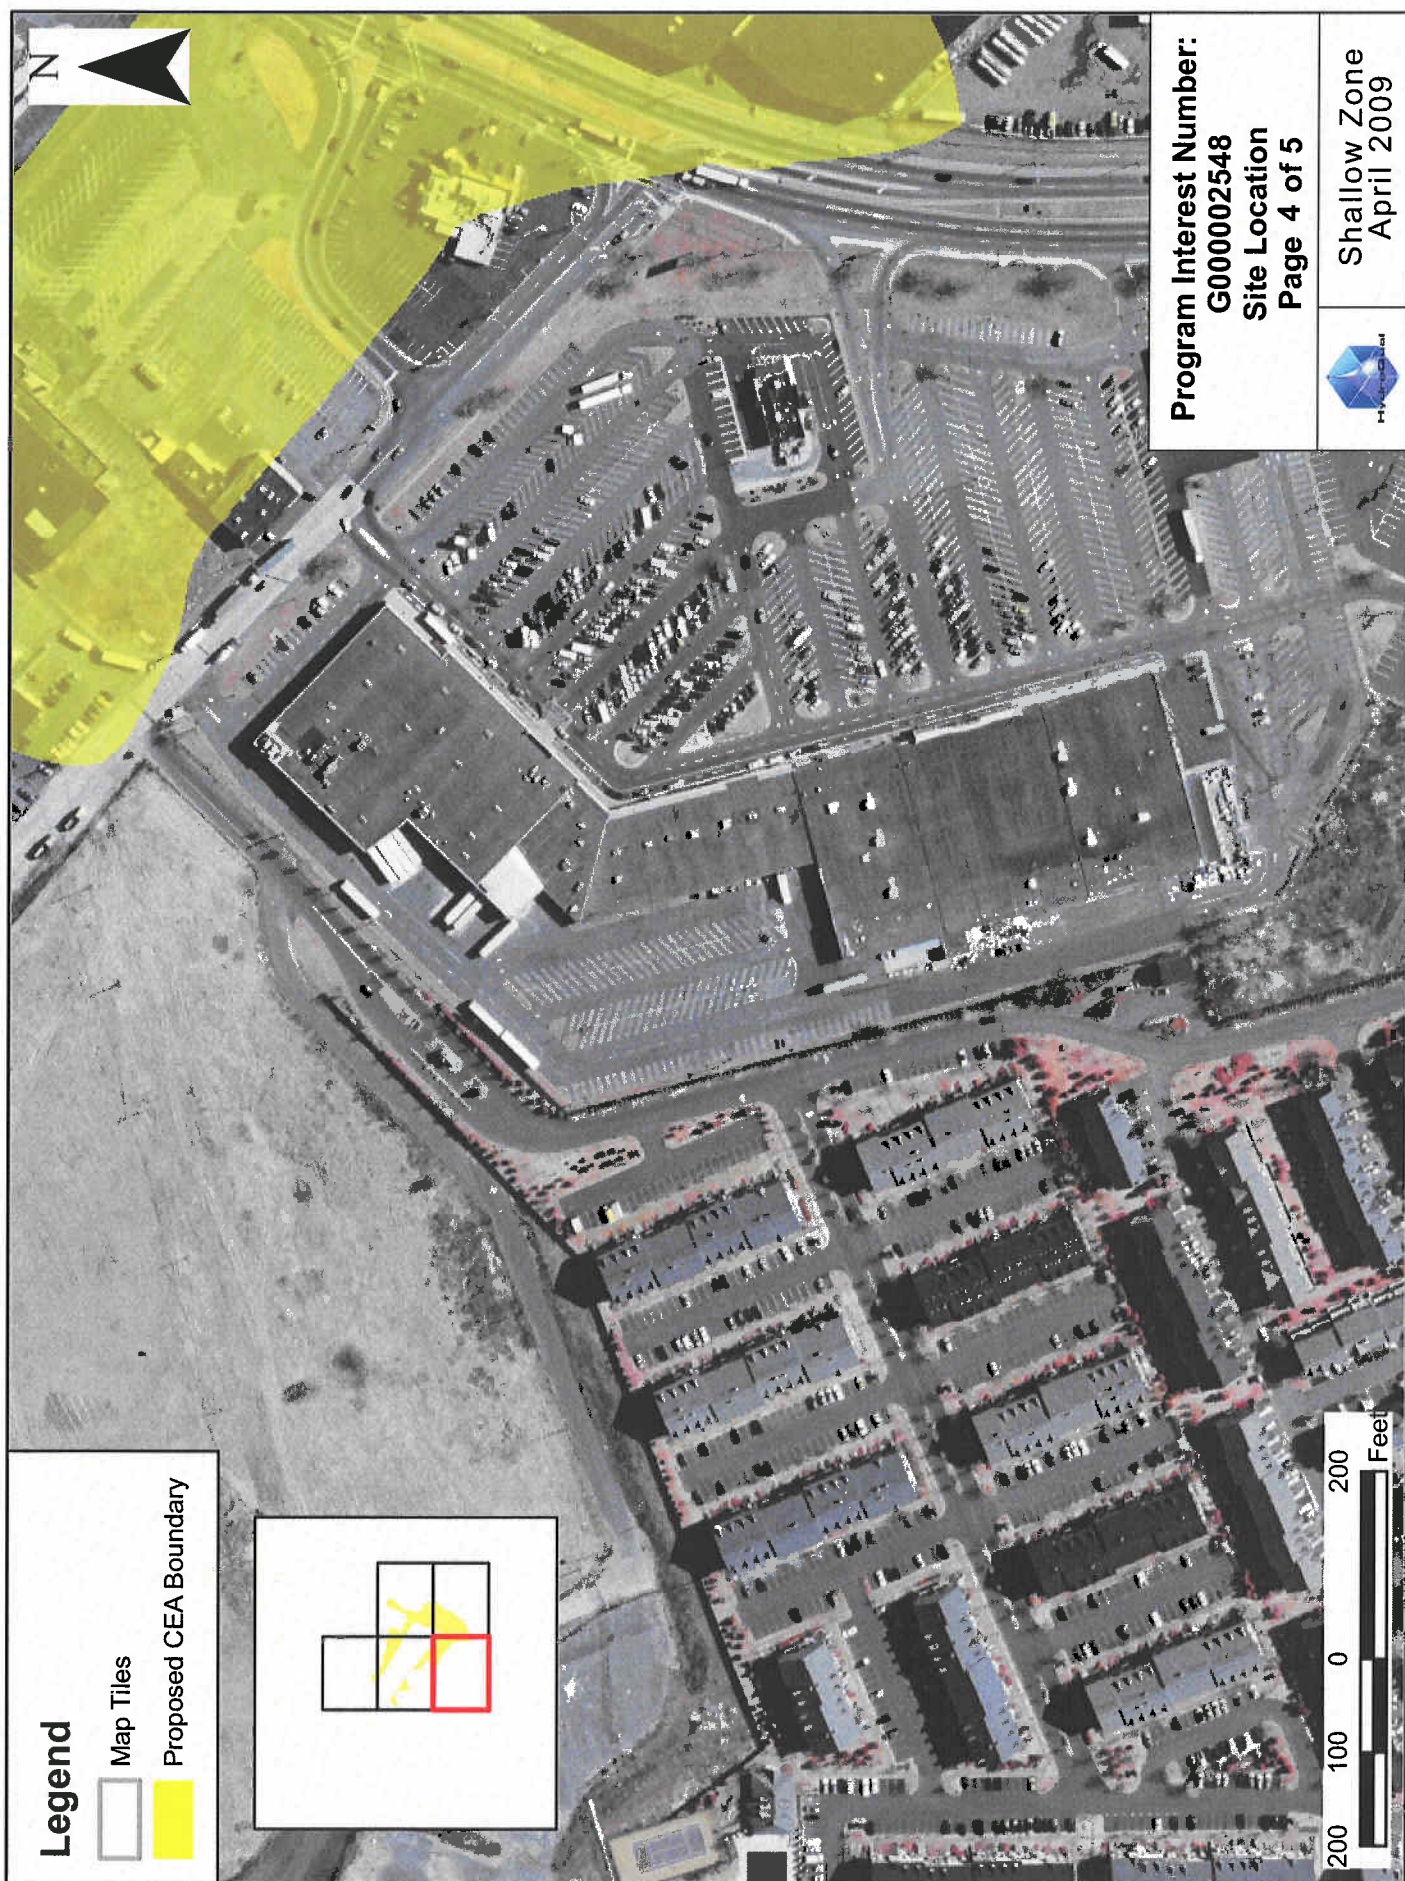 Legend
Map Tiles
Proposed CEA Boundary
N
200 100 0 200
Feet
Program Interest Number:
G000002548
Site Location
Page 4 of 5
HydroQual
Shallow Zone
April 2009